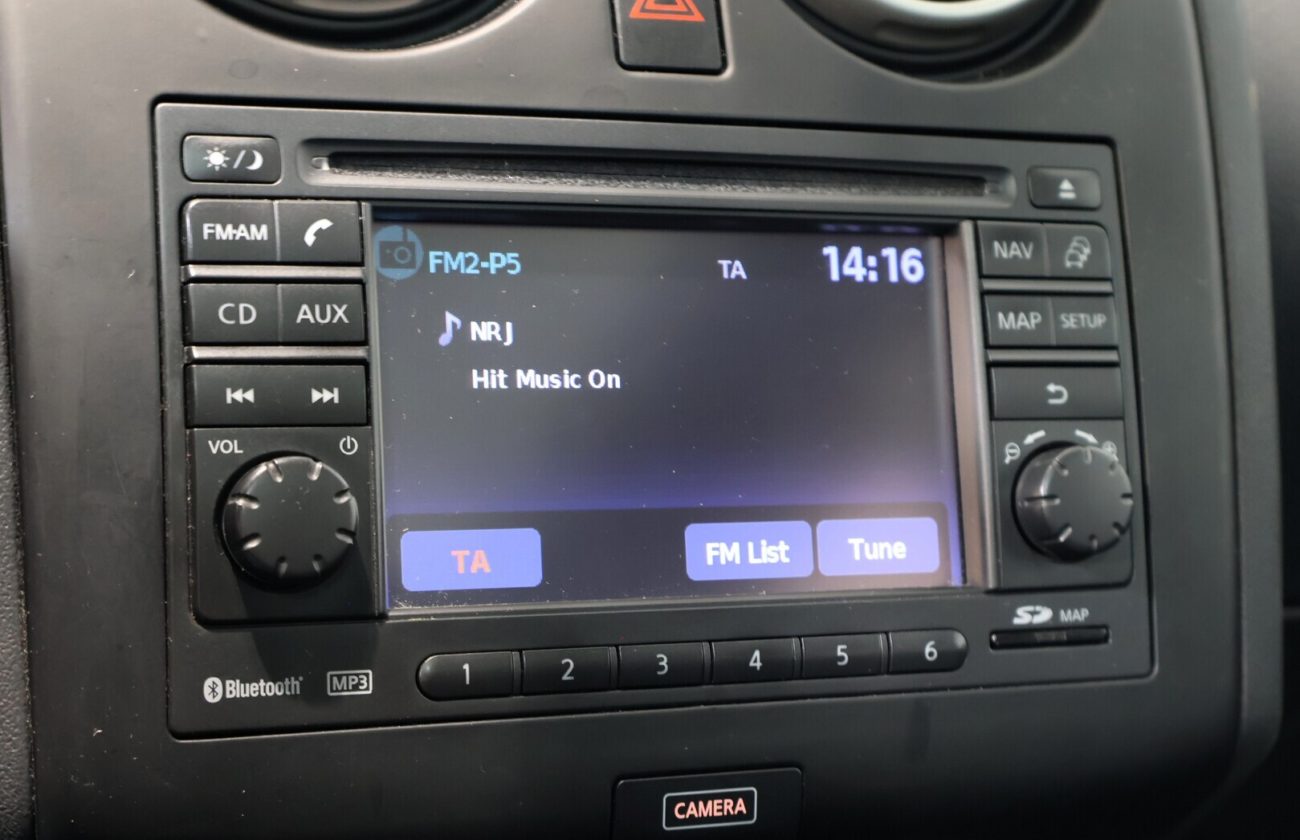 FM·AM
CD AUX
VOL
FM2-P5 TA 14:16
NRJ
Hit Music On
TA FM List Tune
NAV
MAP SETUP
SD MAP
Bluetooth MP3 1 2 3 4 5 6
CAMERA